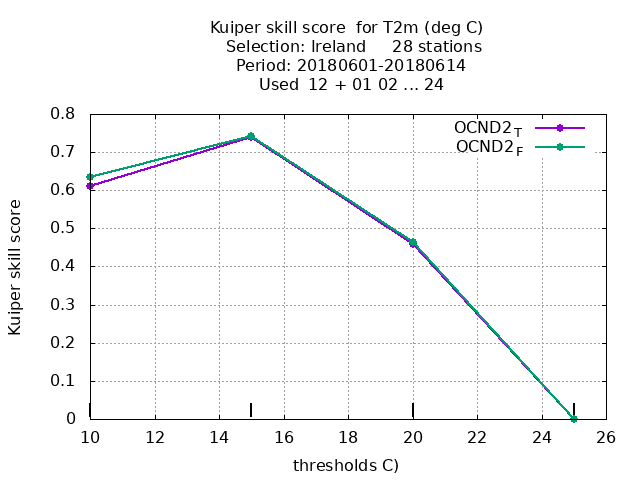 Kuiper skill score  for T2m (deg C)
Selection: Ireland     28 stations
Period: 20180601-20180614
Used  12 + 01 02 ... 24
OCND2_T
OCND2_F
Kuiper skill score
0.8
0.7
0.6
0.5
0.4
0.3
0.2
0.1
0
10 12 14 16 18 20 22 24 26
thresholds C)